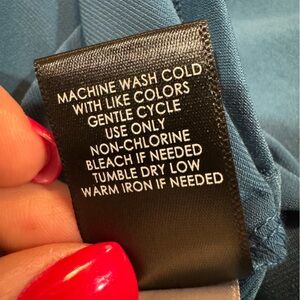 MACHINE WASH COLD
WITH LIKE COLORS
GENTLE CYCLE
USE ONLY
NON-CHLORINE
BLEACH IF NEEDED
TUMBLE DRY LOW
WARM IRON IF NEEDED